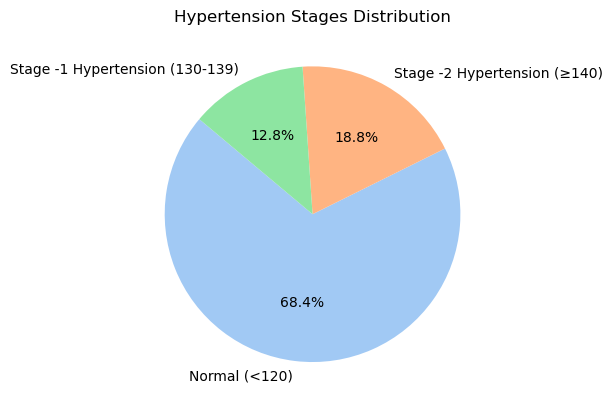 Hypertension Stages Distribution
Stage -1 Hypertension (130-139)
Stage -2 Hypertension (≥140)
12.8%
18.8%
68.4%
Normal (<120)